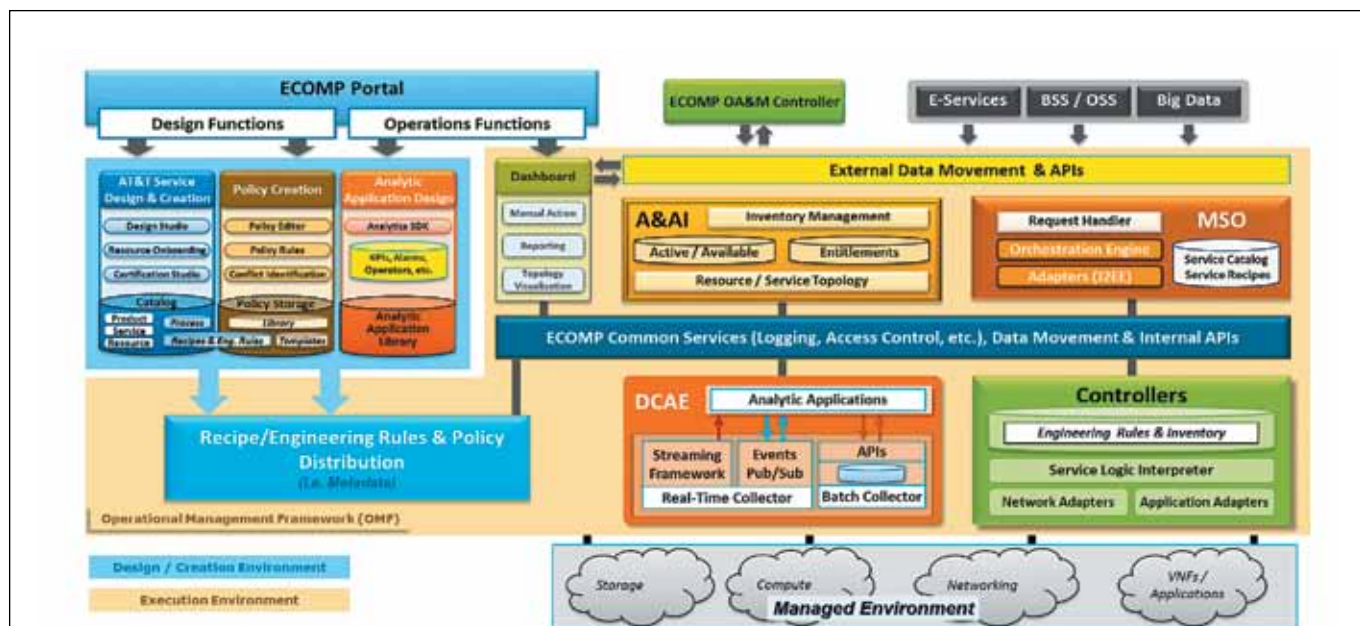 ECOMP Portal
Design Functions
Operations Functions
ECOMP OA&M Controller
E-Services
BSS / OSS
Big Data
AT&T Service
Design & Creation
Design Studio
Resource Onboarding
Certification Studio
Catalog
Product
Service
Resource
Process
Recipes & Eng. Rules
Policy Creation
Policy Editor
Policy Rules
Conflict Identification
Policy Storage
Library
Templates
Analytic
Application Design
Analytics SDK
KPIs, Alarms,
Operators, etc.
Analytic
Application
Library
Dashboard
Manual Action
Reporting
Topology
Visualization
External Data Movement & APIs
A&AI
Inventory Management
Active / Available
Entitlements
Resource / Service Topology
Request Handler
MSO
Orchestration Engine
Adapters (J2EE)
Service Catalog
Service Recipes
ECOMP Common Services (Logging, Access Control, etc.), Data Movement & Internal APIs
Recipe/Engineering Rules & Policy
Distribution
(i.e. Metadata)
DCAE
Analytic Applications
Streaming
Framework
Events
Pub/Sub
APIs
Real-Time Collector
Batch Collector
Controllers
Engineering Rules & Inventory
Service Logic Interpreter
Network Adapters
Application Adapters
Operational Management Framework (OMF)
Design / Creation Environment
Execution Environment
Storage
Compute
Networking
VNFs /
Applications
Managed Environment